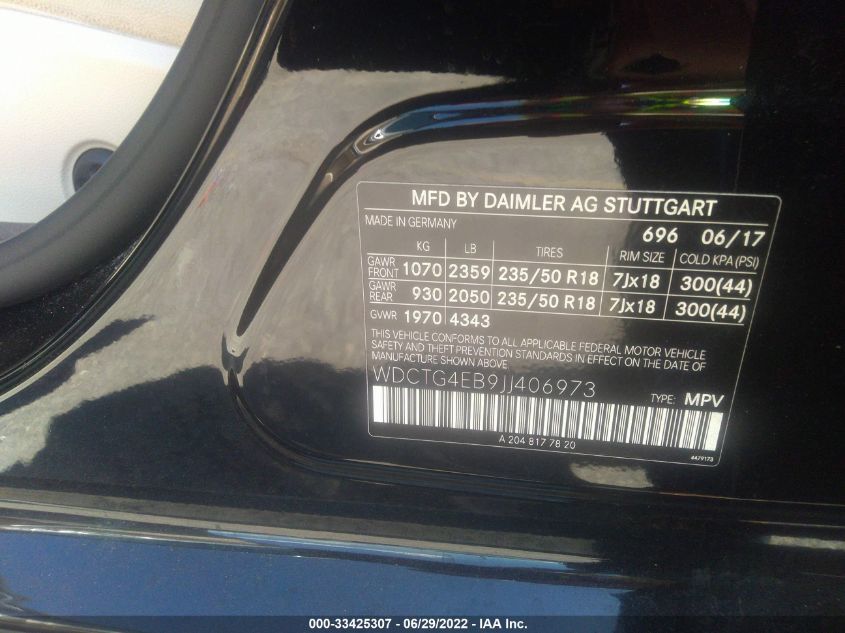 MFD BY DAIMLER AG STUTTGART
MADE IN GERMANY 696 06/17
KG LB TIRES RIM SIZE COLD KPA (PSI)
GAWR FRONT 1070 2359 235/50 R18 7Jx18 300(44)
GAWR REAR 930 2050 235/50 R18 7Jx18 300(44)
GVWR 1970 4343
THIS VEHICLE CONFORMS TO ALL APPLICABLE FEDERAL MOTOR VEHICLE
SAFETY AND THEFT PREVENTION STANDARDS IN EFFECT ON THE DATE OF
MANUFACTURE SHOWN ABOVE
WDCTG4EB9JJ406973 TYPE: MPV
A 204 817 78 20
4479173
000-33425307 - 06/29/2022 - IAA Inc.